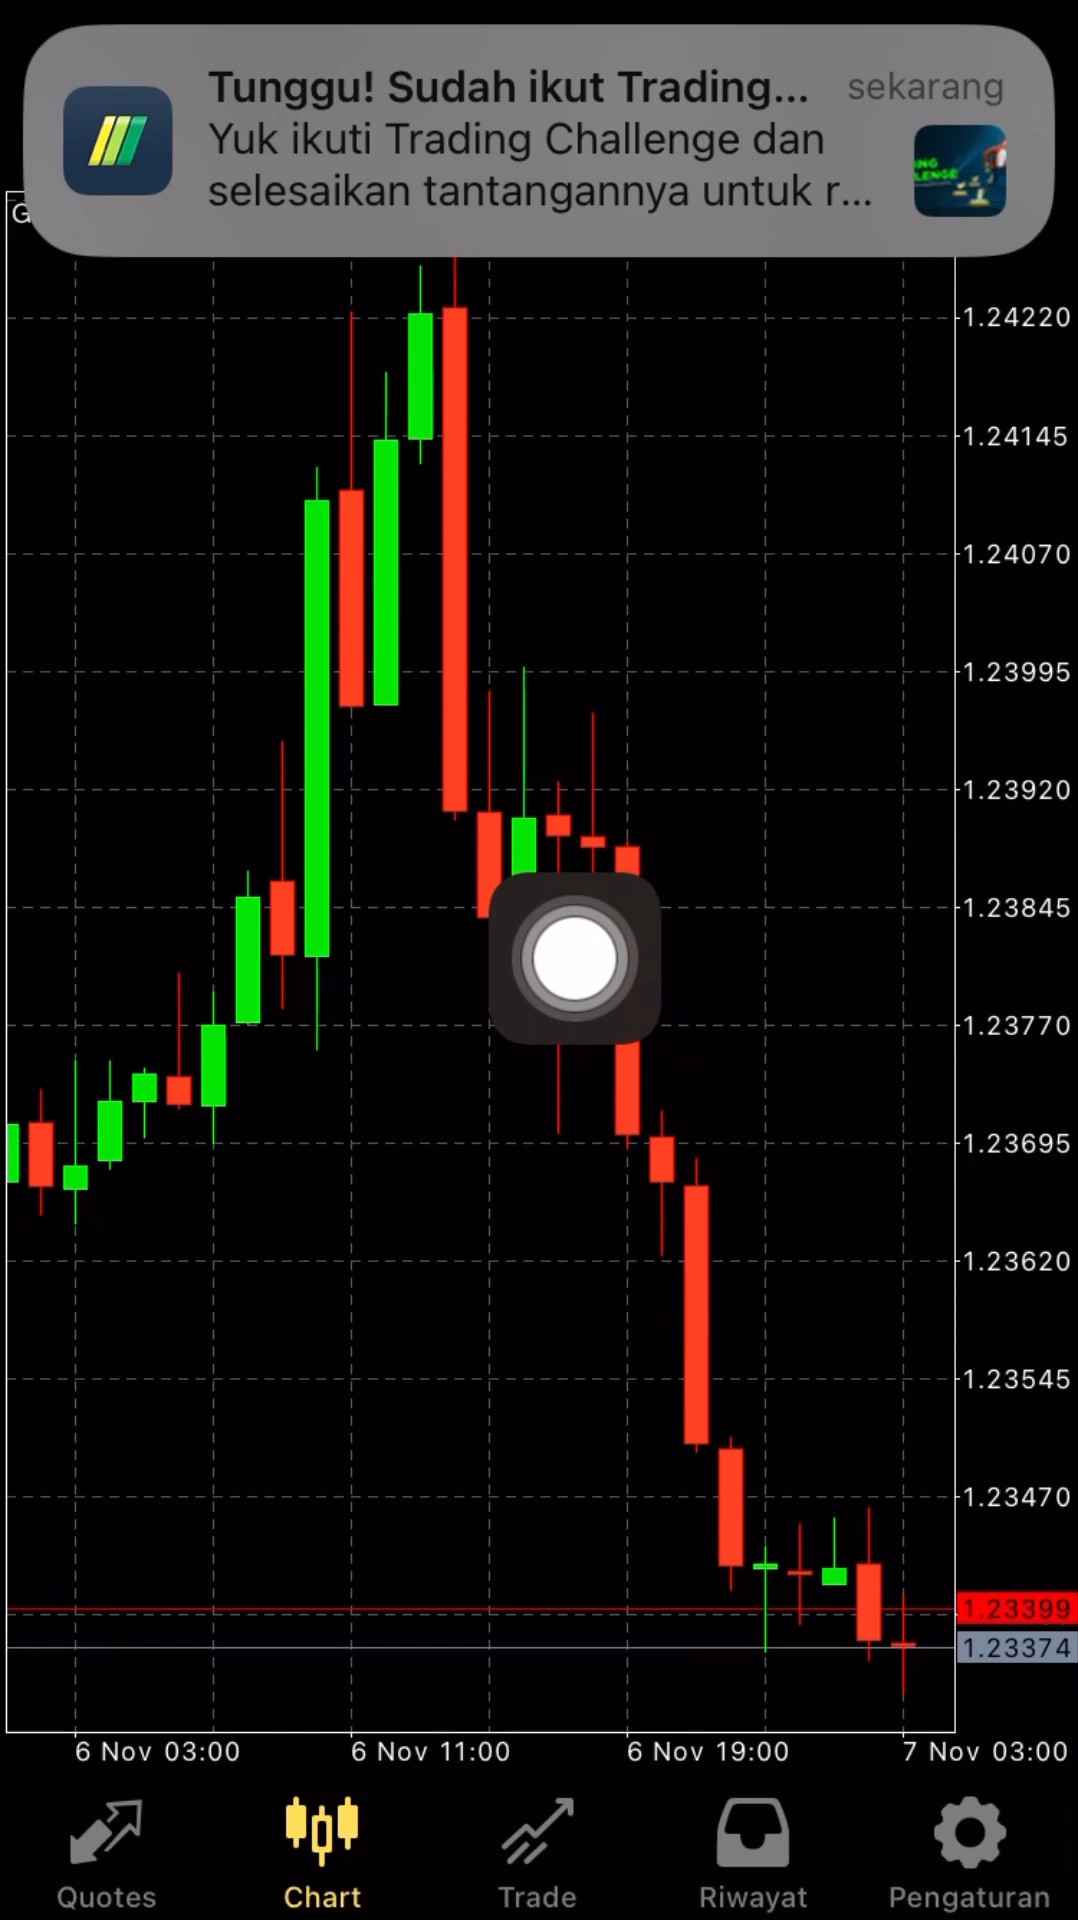 Tunggu! Sudah ikut Trading... sekarang
Yuk ikuti Trading Challenge dan
selesaikan tantangannya untuk r...
1.24220
1.24145
1.24070
1.23995
1.23920
1.23845
1.23770
1.23695
1.23620
1.23545
1.23470
1.23399
1.23374
6 Nov 03:00 6 Nov 11:00 6 Nov 19:00 7 Nov 03:00
Quotes Chart Trade Riwayat Pengaturan